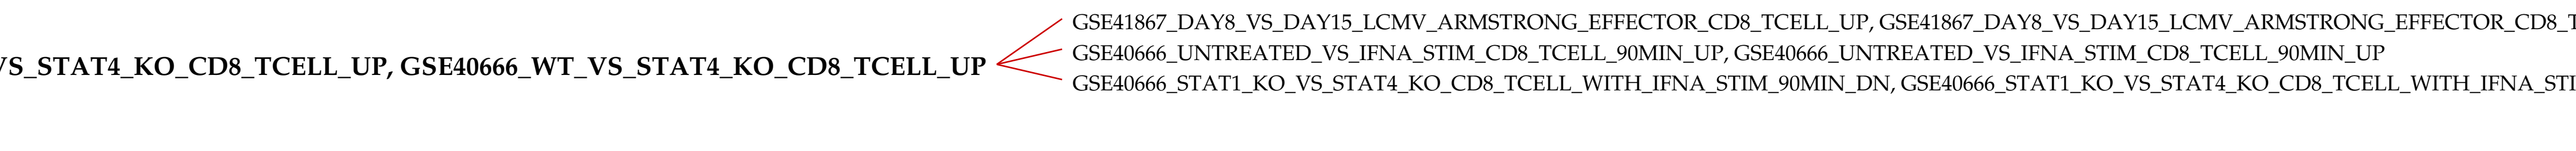 GSE41867_DAY8_VS_DAY15_LCMV_ARMSTRONG_EFFECTOR_CD8_TCELL_UP, GSE41867_DAY8_VS_DAY15_LCMV_ARMSTRONG_EFFECTOR_CD8_T
GSE40666_UNTREATED_VS_IFNA_STIM_CD8_TCELL_90MIN_UP, GSE40666_UNTREATED_VS_IFNA_STIM_CD8_TCELL_90MIN_UP
VS_STAT4_KO_CD8_TCELL_UP, GSE40666_WT_VS_STAT4_KO_CD8_TCELL_UP
GSE40666_STAT1_KO_VS_STAT4_KO_CD8_TCELL_WITH_IFNA_STIM_90MIN_DN, GSE40666_STAT1_KO_VS_STAT4_KO_CD8_TCELL_WITH_IFNA_STI